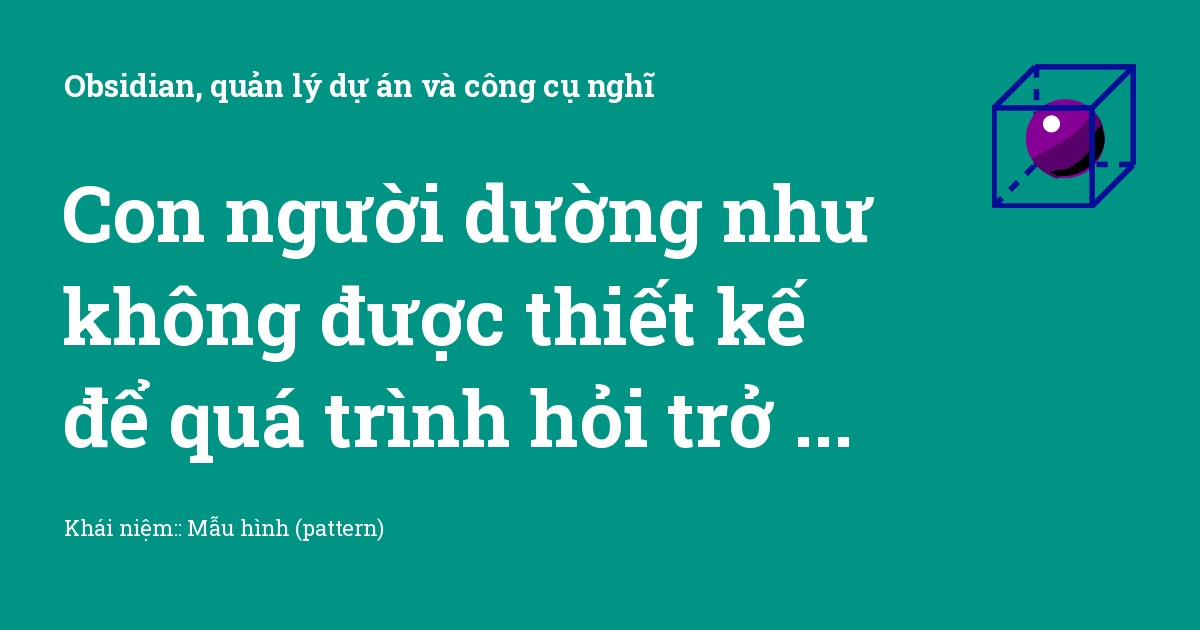 Obsidian, quản lý dự án và công cụ nghĩ
Con người dường như
không được thiết kế
để quá trình hỏi trở ...
Khái niệm:: Mẫu hình (pattern)